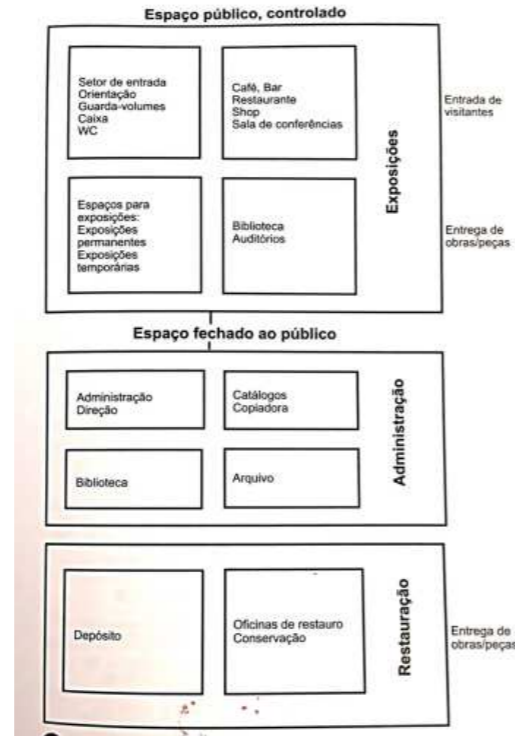 Espaço público, controlado
Setor de entrada
Orientação
Guarda-volumes
Caixa
WC
Café, Bar
Restaurante
Shop
Sala de conferências
Espaços para
exposições:
Exposições
permanentes
Exposições
temporárias
Biblioteca
Auditórios
Exposições
Entrada de
visitantes
Entrega de
obras/peças
Espaço fechado ao público
Administração
Direção
Catálogos
Copiadora
Biblioteca
Arquivo
Administração
Depósito
Oficinas de restauro
Conservação
Restauração
Entrega de
obras/peças